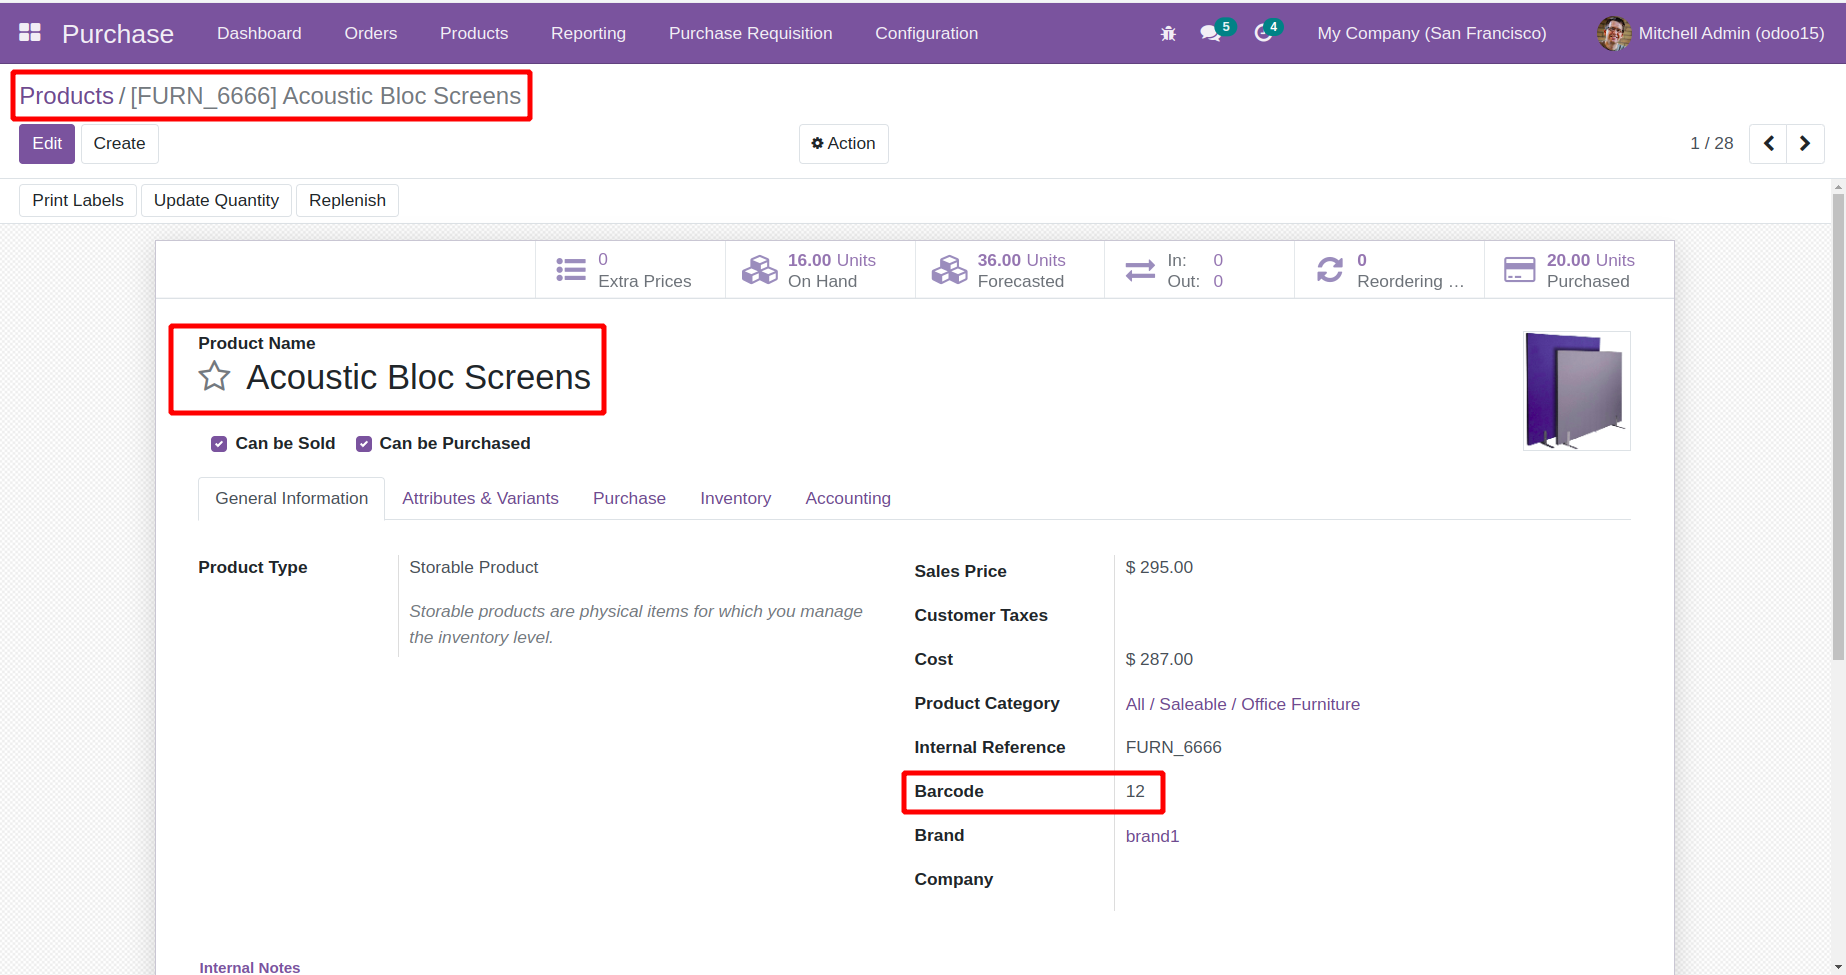 Purchase Dashboard Orders Products Reporting Purchase Requisition Configuration 5 4 My Company (San Francisco) Mitchell Admin (odoo15)
Products / [FURN_6666] Acoustic Bloc Screens
Edit Create Action 1 / 28
Print Labels Update Quantity Replenish
0 Extra Prices
16.00 Units On Hand
36.00 Units Forecasted
In: 0
Out: 0
0 Reordering ...
20.00 Units Purchased
Product Name
Acoustic Bloc Screens
Can be Sold Can be Purchased
General Information Attributes & Variants Purchase Inventory Accounting
Product Type Storable Product
Storable products are physical items for which you manage
the inventory level.
Sales Price $ 295.00
Customer Taxes
Cost $ 287.00
Product Category All / Saleable / Office Furniture
Internal Reference FURN_6666
Barcode 12
Brand brand1
Company
Internal Notes